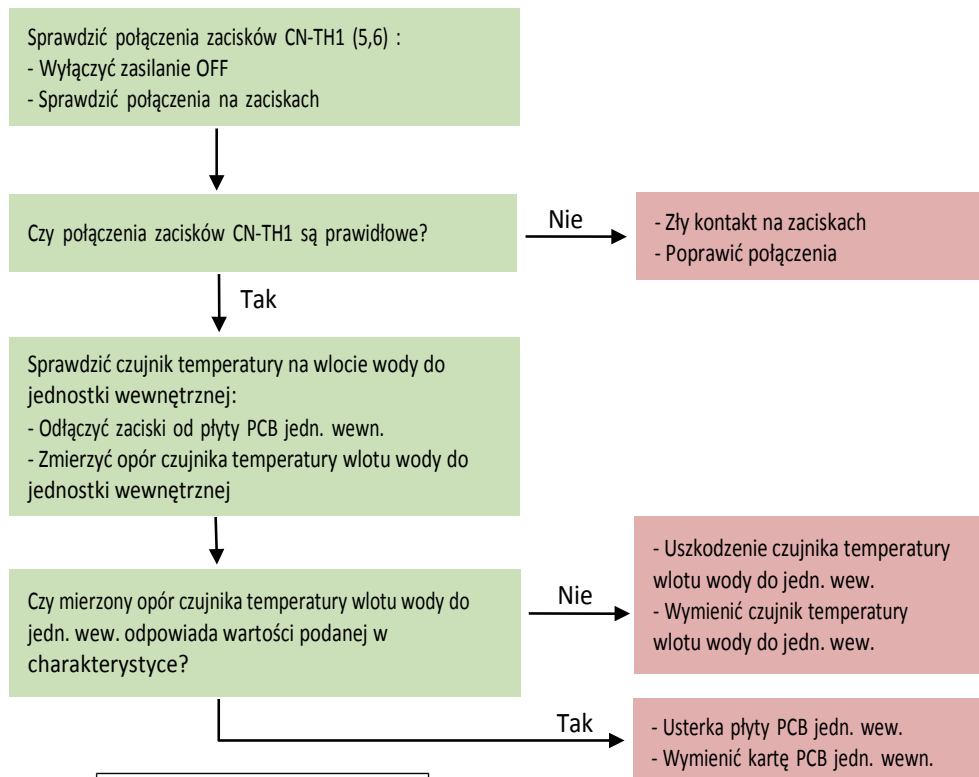 Sprawdzić połączenia zacisków CN-TH1 (5,6) :
- Wyłączyć zasilanie OFF
- Sprawdzić połączenia na zaciskach
Czy połączenia zacisków CN-TH1 są prawidłowe?
Nie
- Zły kontakt na zaciskach
- Poprawić połączenia
Tak
Sprawdzić czujnik temperatury na wlocie wody do
jednostki wewnętrznej:
- Odłączyć zaciski od płyty PCB jedn. wewn.
- Zmierzyć opór czujnika temperatury wlotu wody do
jednostki wewnętrznej
Czy mierzony opór czujnika temperatury wlotu wody do
jedn. wew. odpowiada wartości podanej w
charakterystyce?
Nie
- Uszkodzenie czujnika temperatury
wlotu wody do jedn. wew.
- Wymienić czujnik temperatury
wlotu wody do jedn. wew.
Tak
- Usterka płyty PCB jedn. wew.
- Wymienić kartę PCB jedn. wewn.